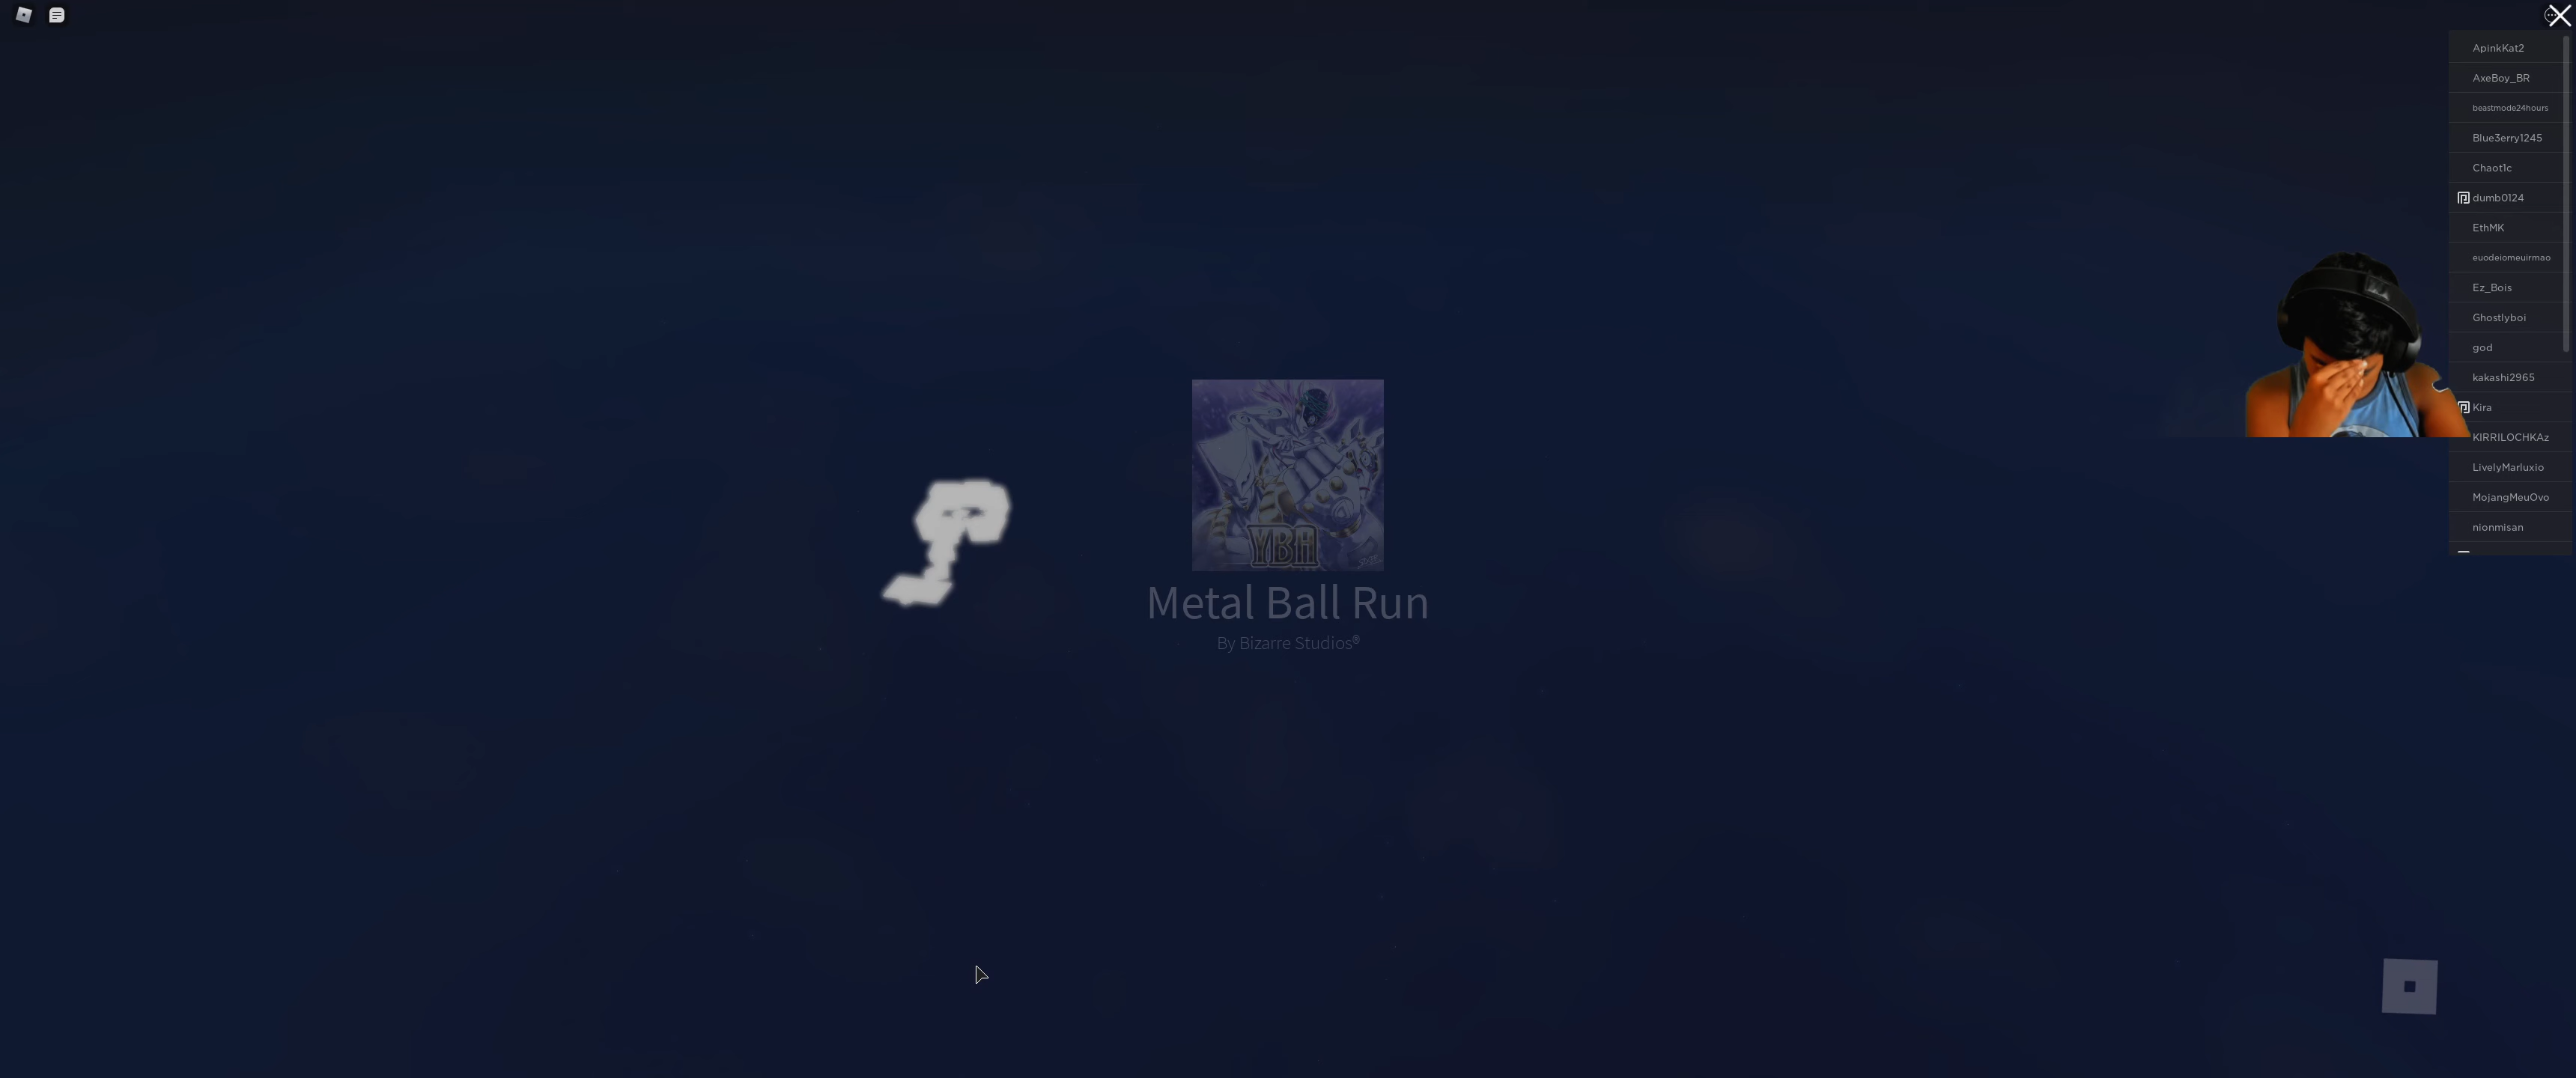 ApinkKat2
AxeBoy_BR
beastmode24hours
Blue3erry1245
Chaot1c
dumb0124
EthMK
euodeiomeuirmao
Ez_Bois
Ghostlyboi
god
kakashi2965
Kira
KIRRILOCHKAz
LivelyMarluxio
MojangMeuOvo
nionmisan
YBA
Metal Ball Run
By Bizarre Studios®